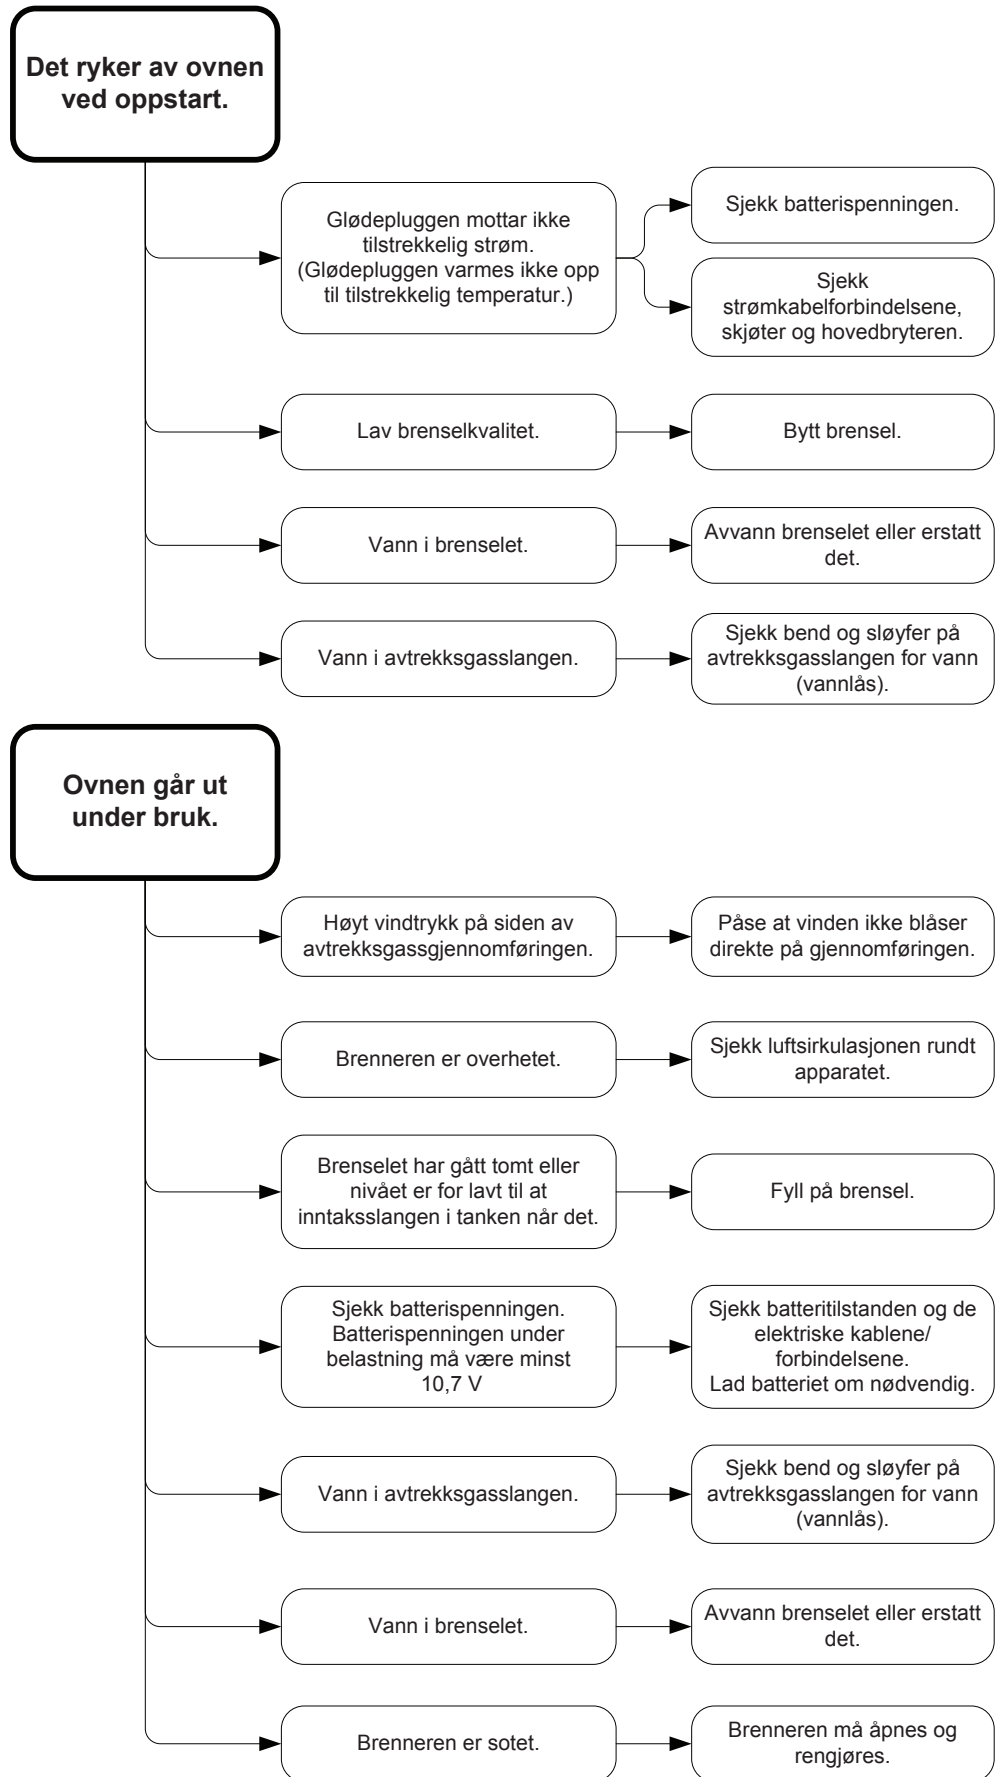 Det ryker av ovnen
ved oppstart.
Glødepluggen mottar ikke
tilstrekkelig strøm.
(Glødepluggen varmes ikke opp
til tilstrekkelig temperatur.)
Sjekk batterispenningen.
Sjekk
strømkabelforbindelsene,
skjøter og hovedbryteren.
Lav brenselkvalitet.
Bytt brensel.
Vann i brenselet.
Avvann brenselet eller erstatt
det.
Vann i avtrekksgasslangen.
Sjekk bend og sløyfer på
avtrekksgasslangen for vann
(vannlås).
Ovnen går ut
under bruk.
Høyt vindtrykk på siden av
avtrekksgassgjennomføringen.
Påse at vinden ikke blåser
direkte på gjennomføringen.
Brenneren er overhetet.
Sjekk luftsirkulasjonen rundt
apparatet.
Brenselet har gått tomt eller
nivået er for lavt til at
inntaksslangen i tanken når det.
Fyll på brensel.
Sjekk batterispenningen.
Batterispenningen under
belastning må være minst
10,7 V
Sjekk batteritilstanden og de
elektriske kablene/
forbindelsene.
Lad batteriet om nødvendig.
Vann i avtrekksgasslangen.
Sjekk bend og sløyfer på
avtrekksgasslangen for vann
(vannlås).
Vann i brenselet.
Avvann brenselet eller erstatt
det.
Brenneren er sotet.
Brenneren må åpnes og
rengjøres.